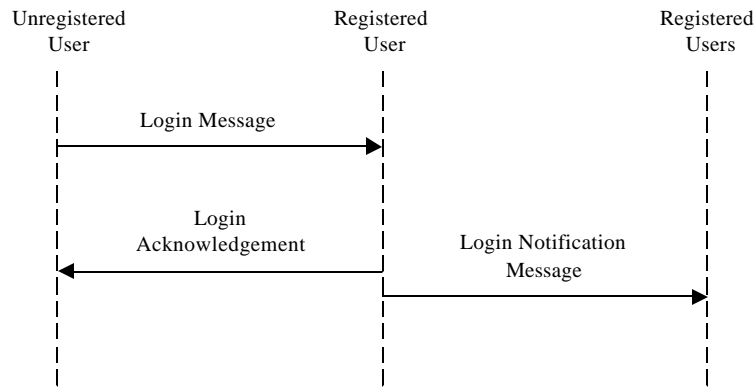 Unregistered
User
Registered
User
Registered
Users
Login Message
Login
Acknowledgement
Login Notification
Message